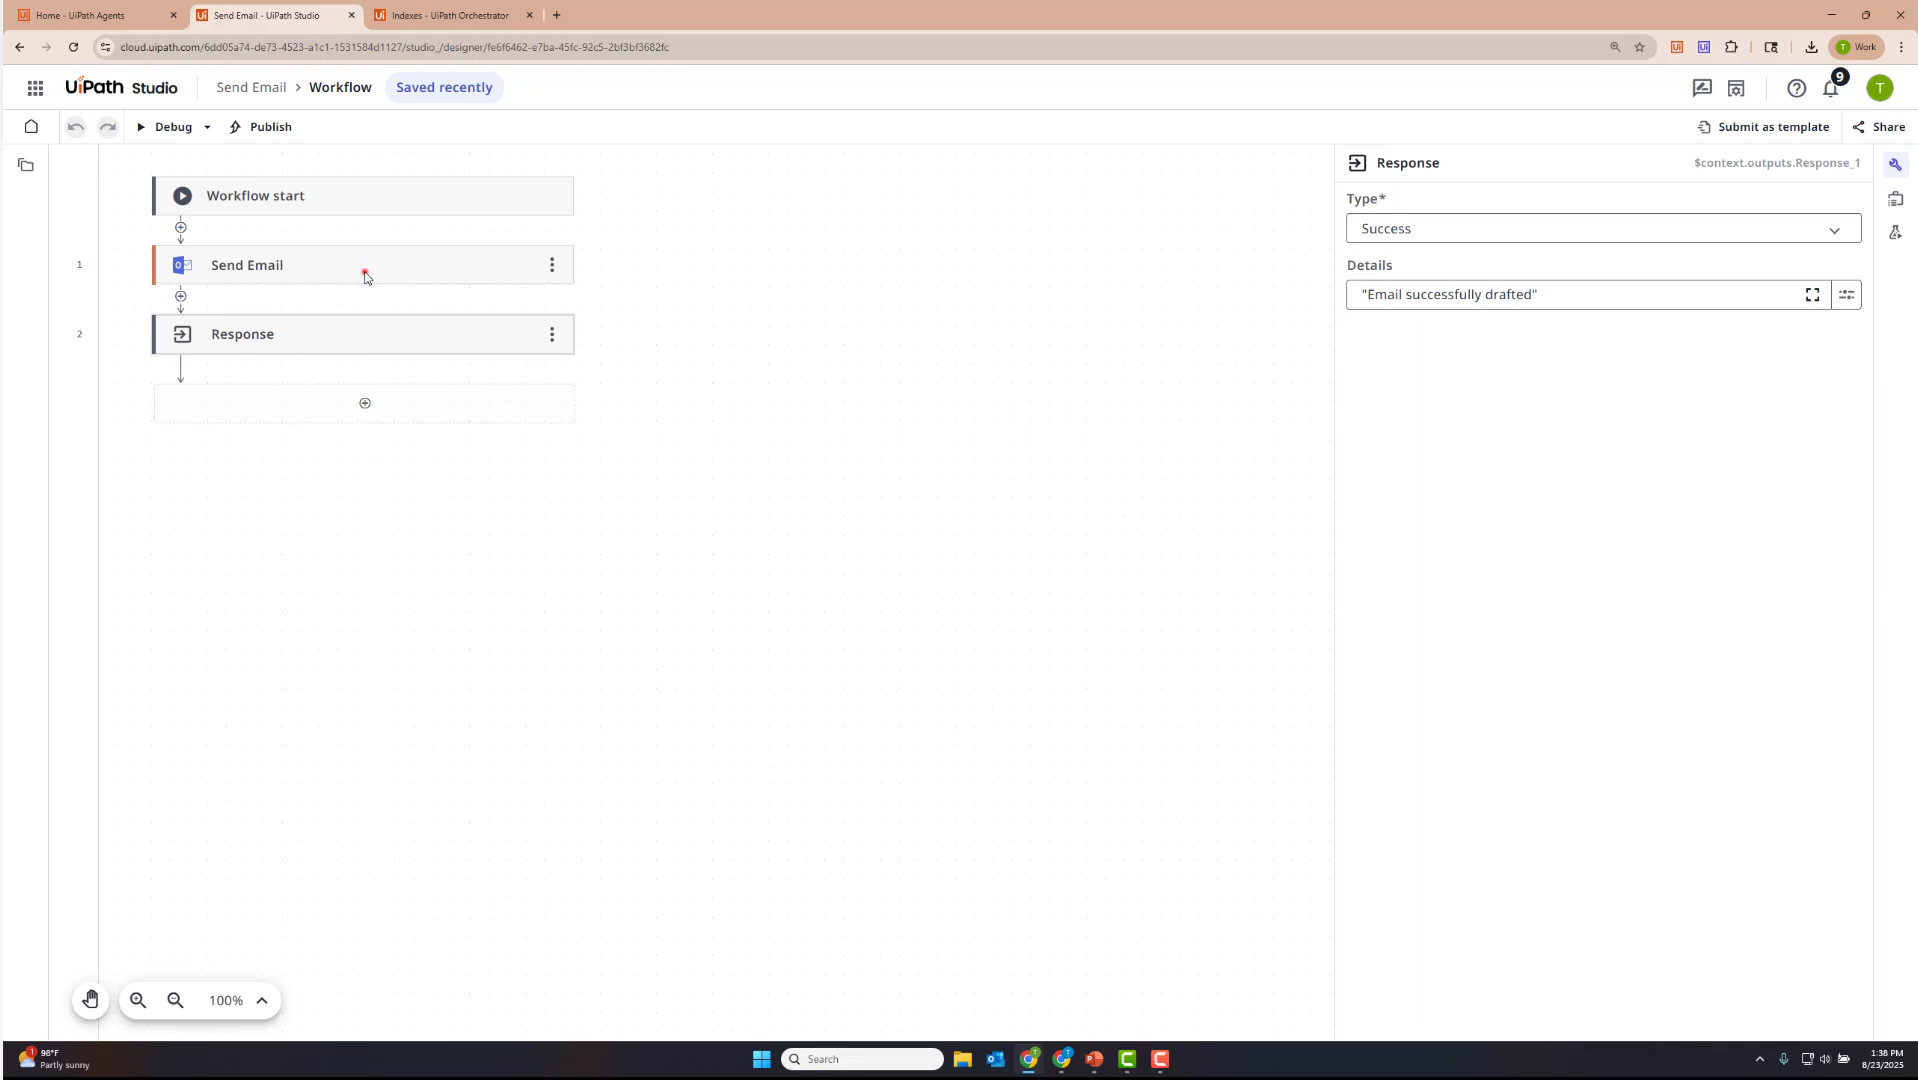 Home - UiPath Agents
Send Email - UiPath Studio
Indexes - UiPath Orchestrator
cloud.uipath.com/6dd05a74-de73-4523-a1c1-1531584d1127/studio_/designer/fe6f6462-e7ba-45fc-92c5-2bf3bf3682fc
Ui
Ui
T
Work
UiPath Studio
Send Email > Workflow
Saved recently
9
T
Debug
Publish
Submit as template
Share
Workflow start
1
Send Email
2
Response
Response
$context.outputs.Response_1
Type*
Success
Details
"Email successfully drafted"
100%
1
98°F
Partly sunny
Search
1:38 PM
8/23/2025